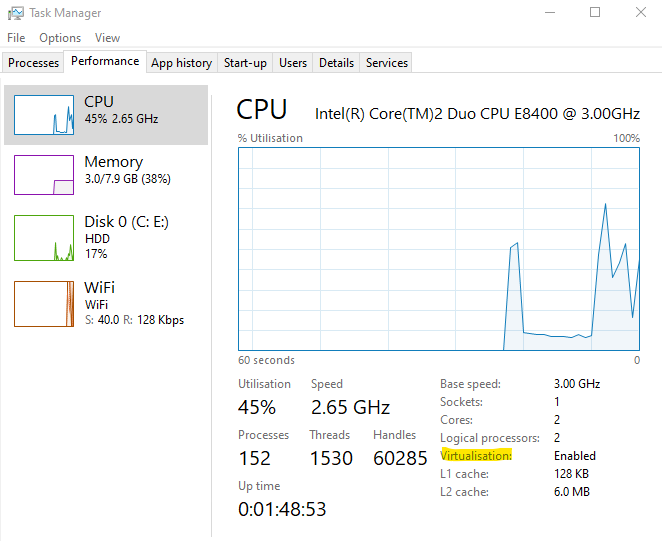 Task Manager
File Options View
Processes Performance App history Start-up Users Details Services
CPU
45% 2.65 GHz
Memory
3.0/7.9 GB (38%)
Disk 0 (C: E:)
HDD
17%
WiFi
WiFi
S: 40.0 R: 128 Kbps
CPU Intel(R) Core(TM)2 Duo CPU E8400 @ 3.00GHz
% Utilisation 100%
60 seconds 0
Utilisation Speed
45% 2.65 GHz
Processes Threads Handles
152 1530 60285
Up time
0:01:48:53
Base speed: 3.00 GHz
Sockets: 1
Cores: 2
Logical processors: 2
Virtualisation: Enabled
L1 cache: 128 KB
L2 cache: 6.0 MB